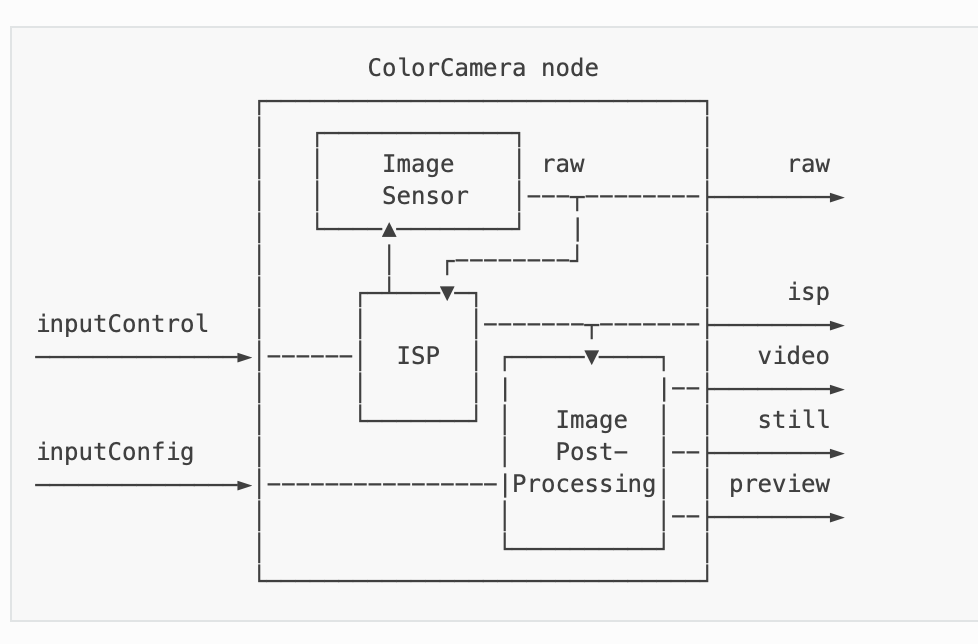 ColorCamera node
Image
Sensor
raw
raw
isp
inputControl
ISP
video
Image
Post-
Processing
still
inputConfig
preview